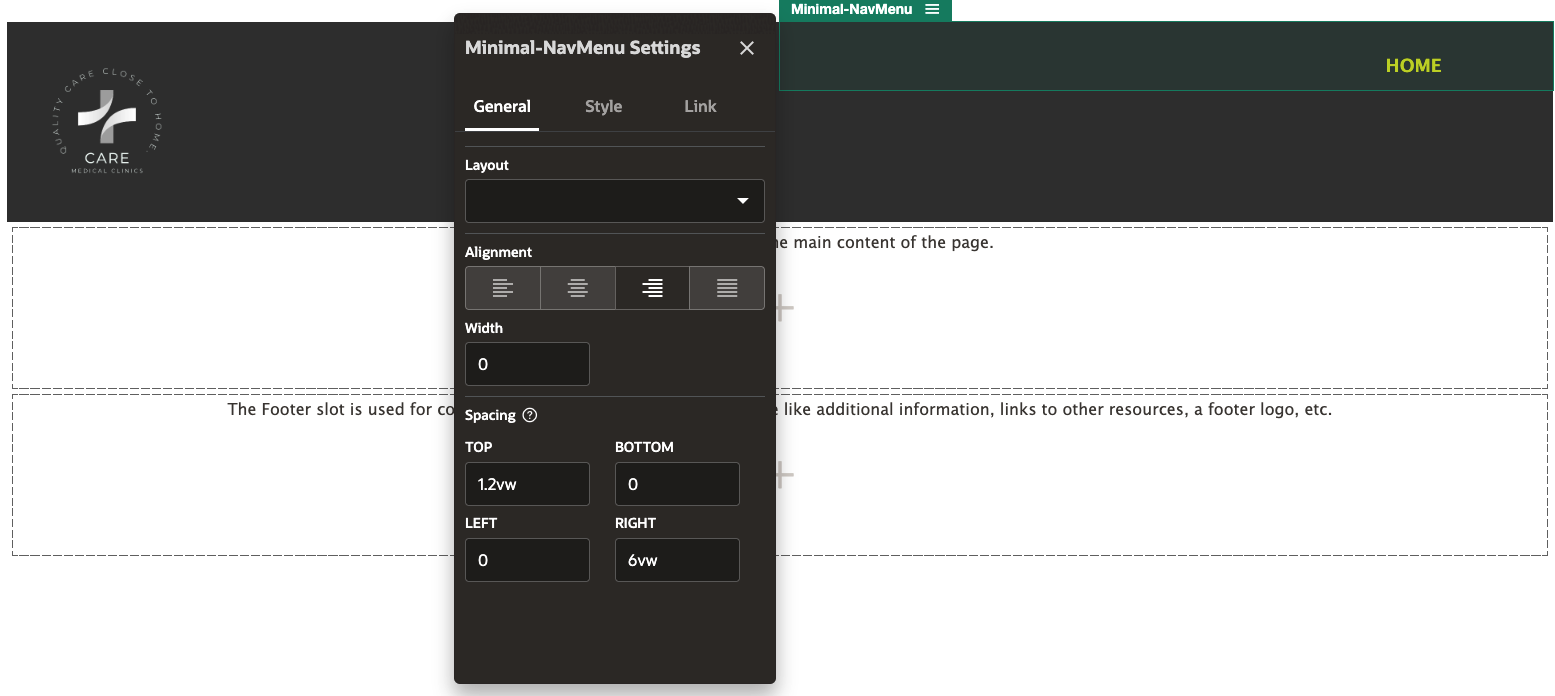 Minimal-NavMenu
Minimal-NavMenu Settings
HOME
QUALITY CARE CLOSE TO HOME.
CARE
MEDICAL CLINICS
General Style Link
Layout
Alignment
Width
0
Spacing
TOP BOTTOM
1.2vw 0
LEFT RIGHT
0 6vw
main content of the page.
The Footer slot is used for co
like additional information, links to other resources, a footer logo, etc.